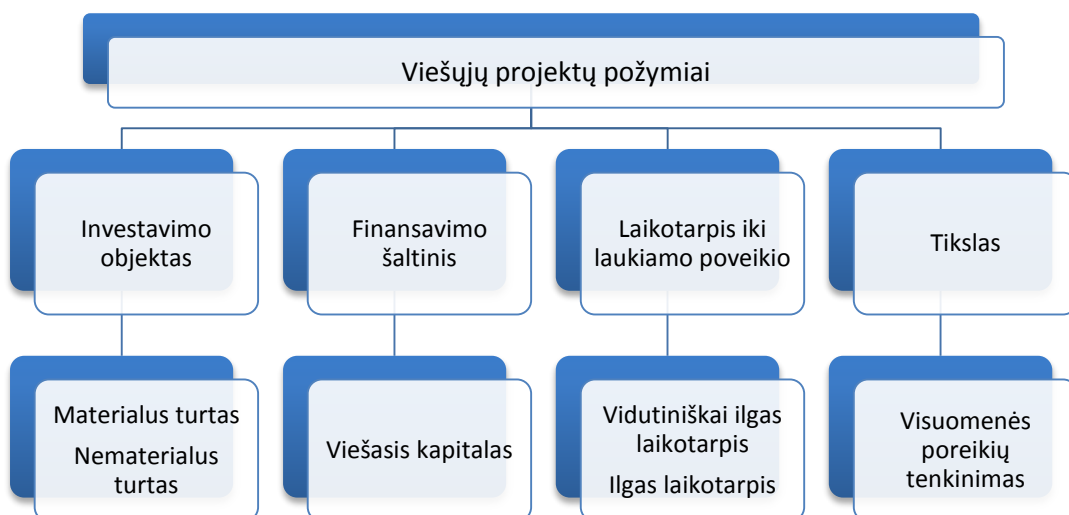 Viešųjų projektų požymiai
Investavimo
objektas
Finansavimo
šaltinis
Laikotarpis iki
laukiamo poveikio
Tikslas
Materialus turtas
Nematerialus
turtas
Viešasis kapitalas
Vidutiniškai ilgas
laikotarpis
Ilgas laikotarpis
Visuomenės
poreikių
tenkinimas